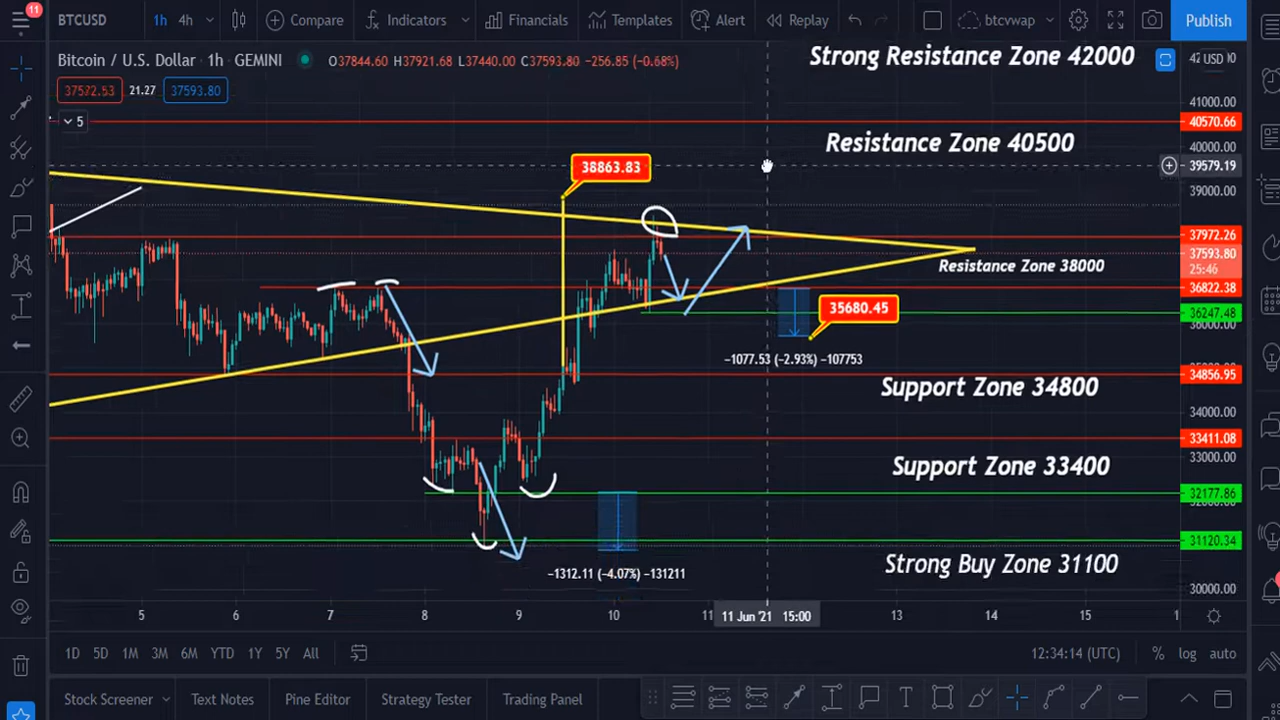 11
BTCUSD
1h 4h
Compare
Indicators
Financials
Templates
Alert
Replay
btcvwap
Publish
Bitcoin / U.S. Dollar · 1h · GEMINI
O37844.60 H37921.68 L37440.00 C37593.80 −256.85 (−0.68%)
37572.53 21.27 37593.80
5
Strong Resistance Zone 42000
USD
41000.00
40570.66
Resistance Zone 40500
40000.00
38863.83
39579.19
39000.00
37972.26
37593.80
25:46
Resistance Zone 38000
36822.38
35680.45
36247.48
36000.00
−1077.53 (−2.93%) −107753
34856.95
Support Zone 34800
34000.00
33411.08
33000.00
Support Zone 33400
32177.86
31120.34
Strong Buy Zone 31100
−1312.11 (−4.07%) −131211
30000.00
5 6 7 8 9 10 11 11 Jun '21 15:00 13 14 15
1D 5D 1M 3M 6M YTD 1Y 5Y All
12:34:14 (UTC) % log auto
Stock Screener
Text Notes
Pine Editor
Strategy Tester
Trading Panel